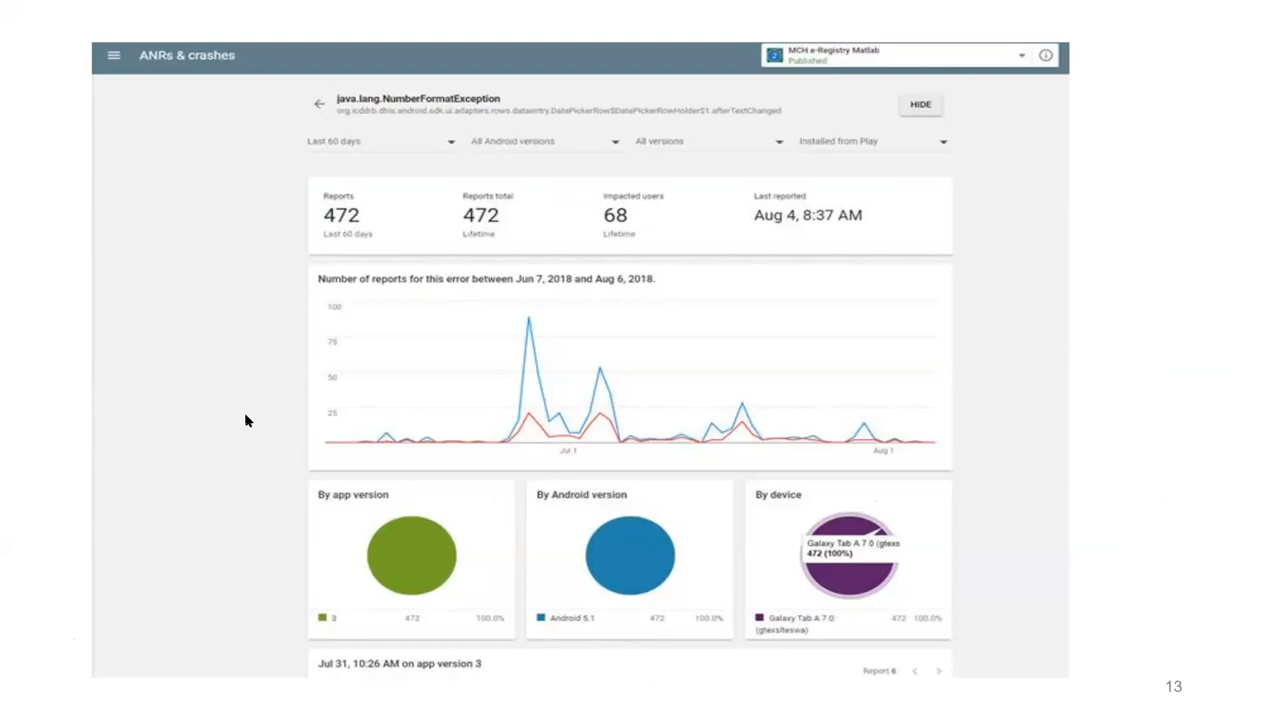 ANRs & crashes
MCH e-Registry Matlab
Published
java.lang.NumberFormatException
org.icddrb.dhis.android.sdk.ui.adapters.rows.dataentry.DatePickerRow$DatePickerRowHolder$1.afterTextChanged
HIDE
Last 60 days
All Android versions
All versions
Installed from Play
Reports
Reports total
Impacted users
Last reported
472
472
68
Aug 4, 8:37 AM
Last 60 days
Lifetime
Lifetime
Number of reports for this error between Jun 7, 2018 and Aug 6, 2018.
100
75
50
25
Jul 1
Aug 1
By app version
By Android version
By device
Galaxy Tab A 7.0 (gtexs
472 (100%)
3 472 100.0%
Android 5.1 472 100.0%
Galaxy Tab A 7.0 472 100.0%
(gtexslteswa)
Jul 31, 10:26 AM on app version 3
Report 6
13